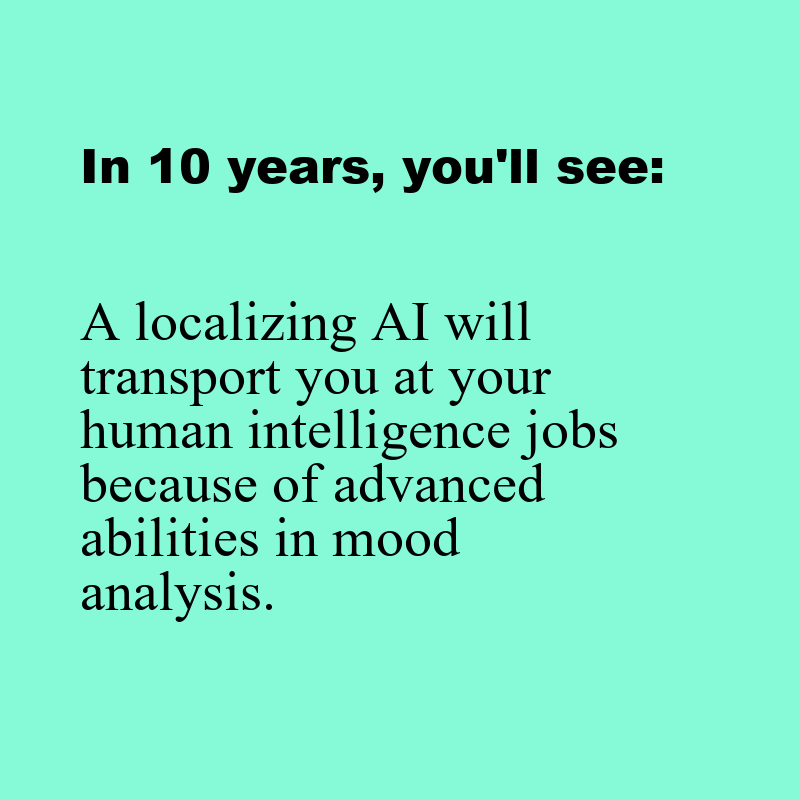 In 10 years, you'll see:
A localizing AI will
transport you at your
human intelligence jobs
because of advanced
abilities in mood
analysis.